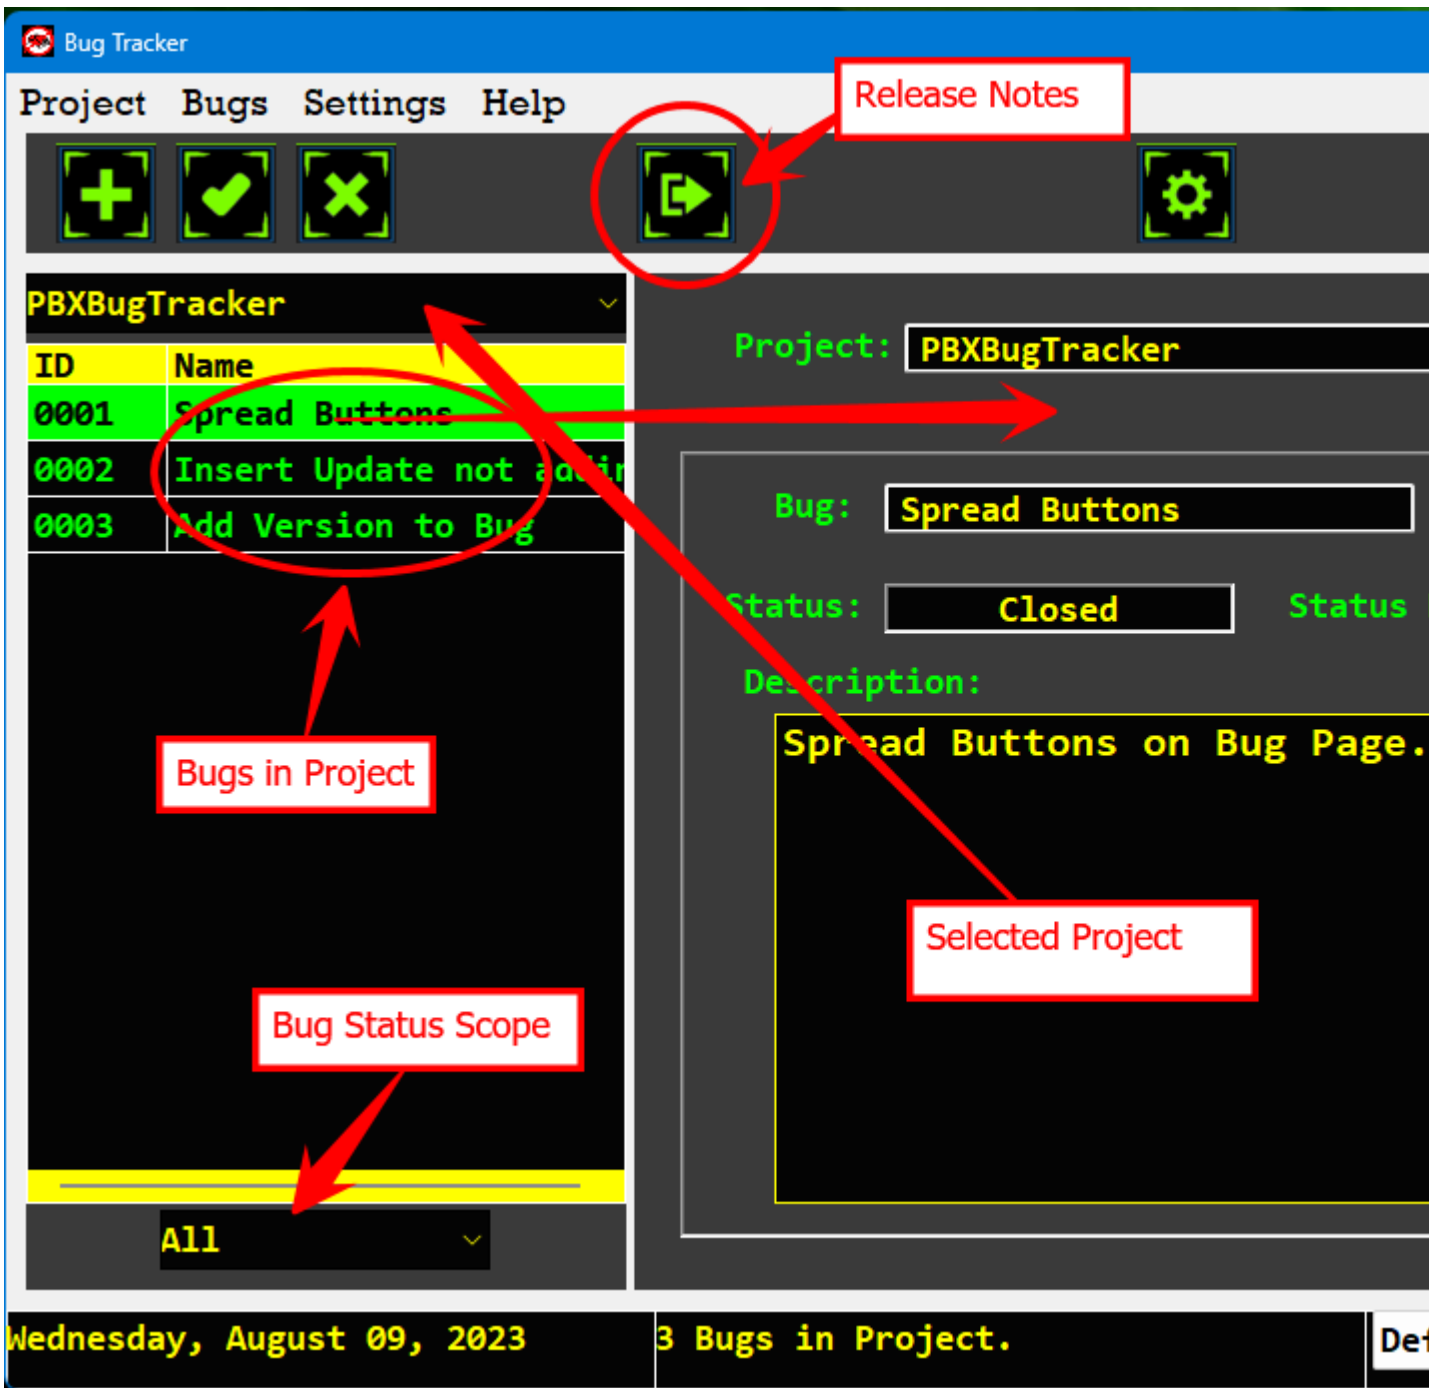 Bug Tracker
Project Bugs Settings Help
Release Notes
PBXBugTracker
ID Name
0001 Spread Buttons
0002 Insert Update not
0003 Add Version to Bug
Bugs in Project
Bug Status Scope
All
Project: PBXBugTracker
Bug: Spread Buttons
Status: Closed Status
Description:
Spread Buttons on Bug Page.
Selected Project
Wednesday, August 09, 2023 3 Bugs in Project.